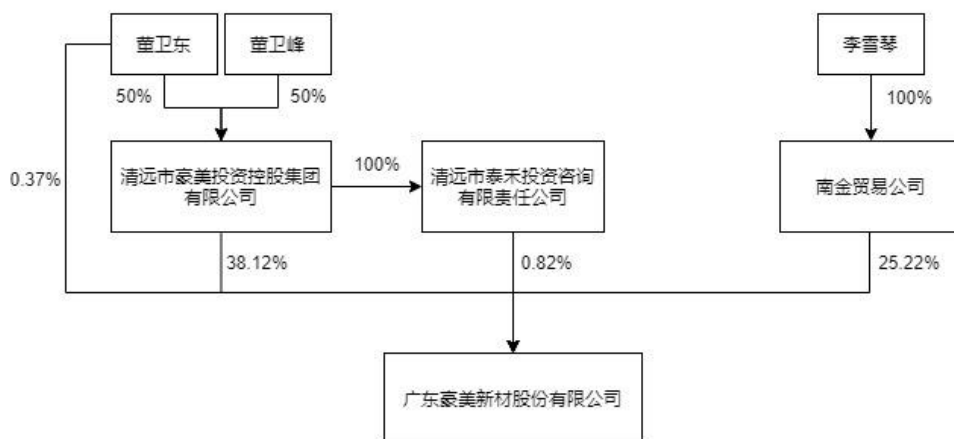 董卫东
董卫峰
李雪琴
50%
50%
100%
0.37%
清远市豪美投资控股集团
有限公司
100%
清远市泰禾投资咨询
有限责任公司
南金贸易公司
38.12%
0.82%
25.22%
广东豪美新材股份有限公司